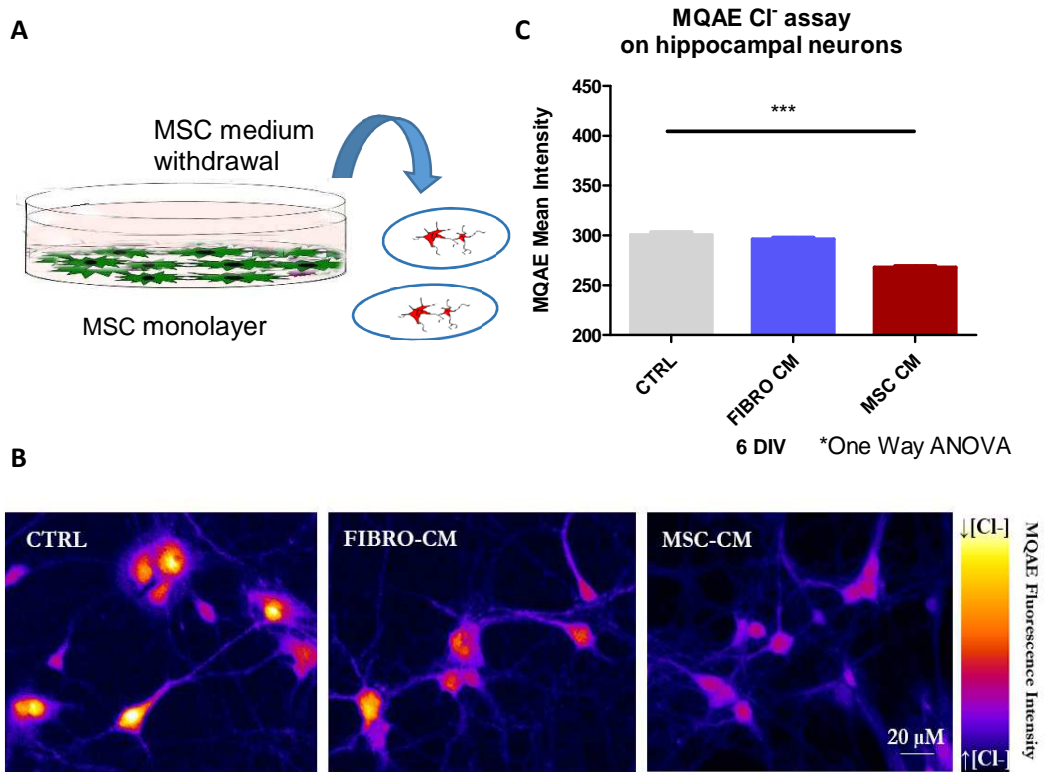 A
MSC medium
withdrawal
MSC monolayer
C
MQAE Cl⁻ assay
on hippocampal neurons
MQAE Mean Intensity
450
400
350
300
250
200
***
CTRL
FIBRO CM
MSC CM
6 DIV *One Way ANOVA
B
CTRL
FIBRO-CM
MSC-CM
20 µM
↓[Cl-]
↑[Cl-]
MQAE Fluorescence Intensity